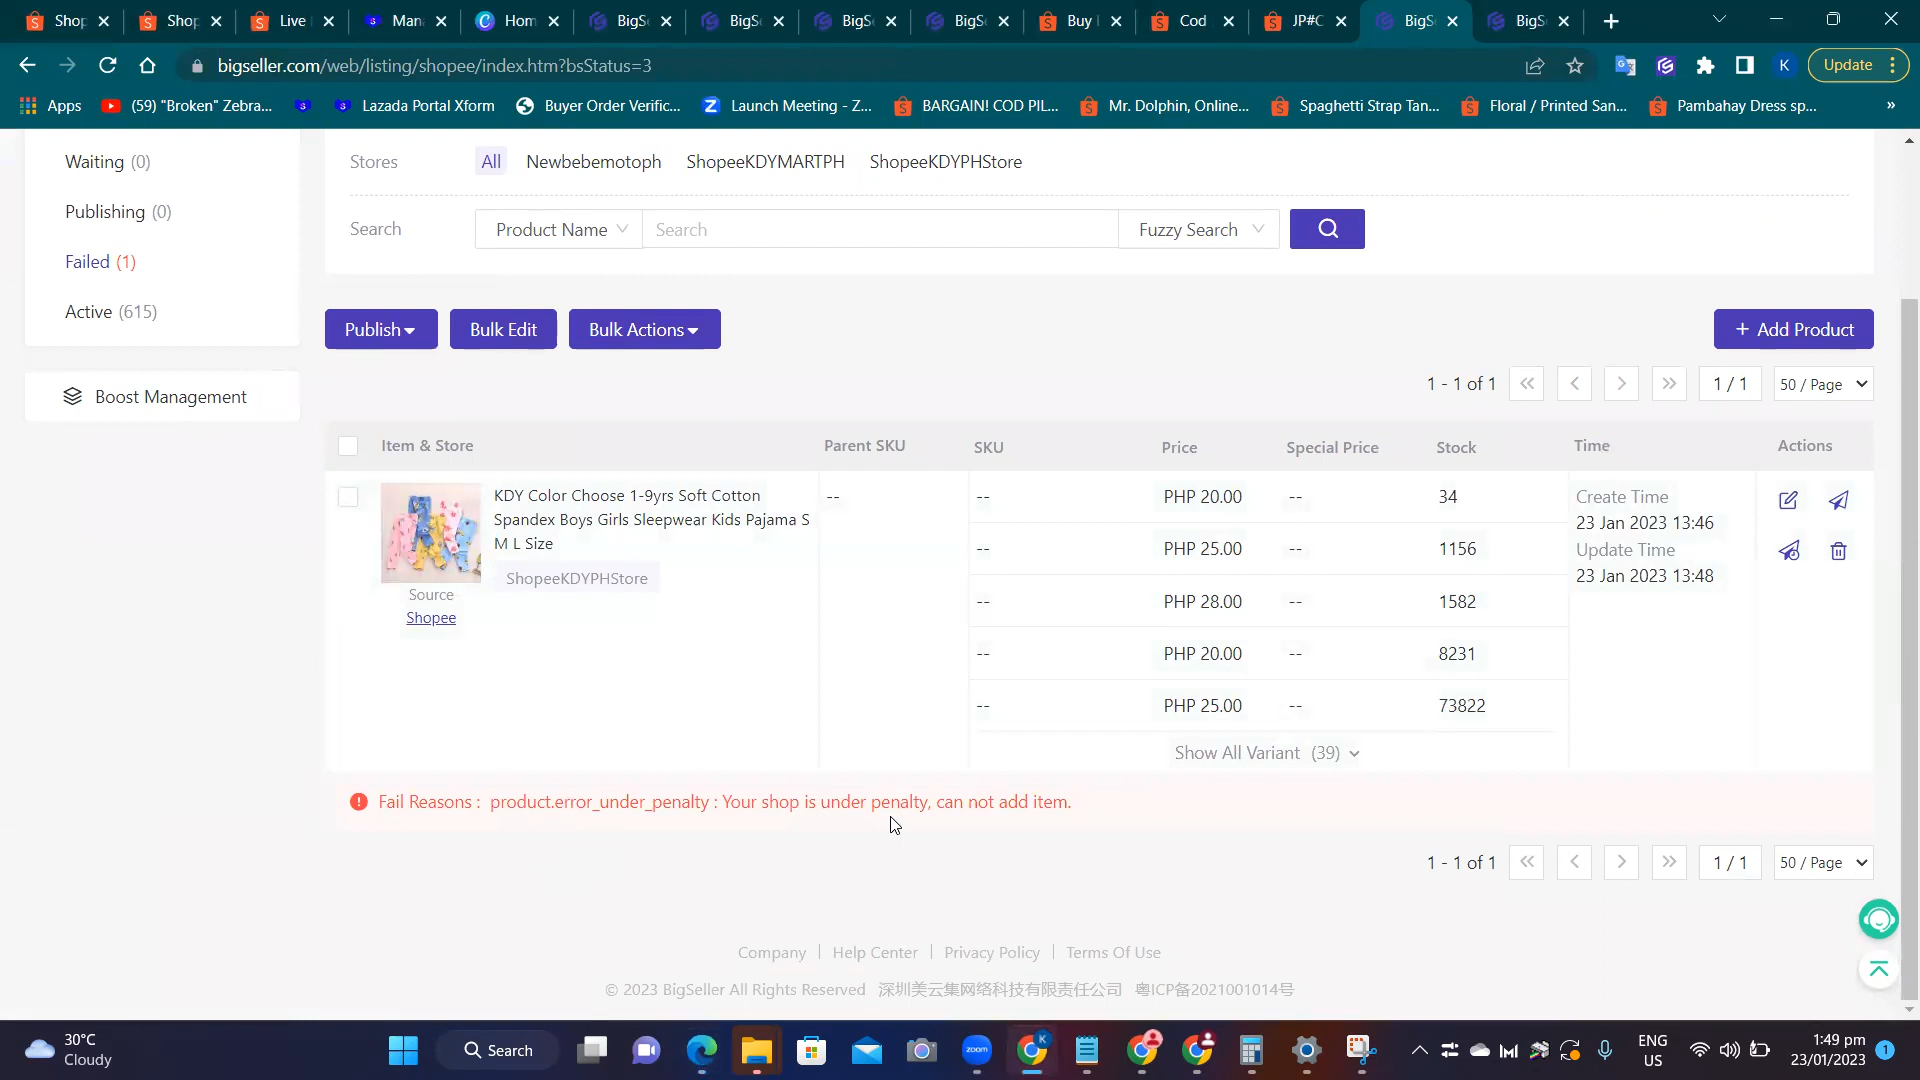 Shop
Shop
Live
Man
Hom
BigS
BigS
BigS
BigS
Buy
Cod
JP#C
BigS
BigS
bigseller.com/web/listing/shopee/index.htm?bsStatus=3
K
Update
Apps
(59) "Broken" Zebra...
Lazada Portal Xform
Buyer Order Verific...
Launch Meeting - Z...
BARGAIN! COD PIL...
Mr. Dolphin, Online...
Spaghetti Strap Tan...
Floral / Printed San...
Pambahay Dress sp...
»
Waiting (0)
Publishing (0)
Failed (1)
Active (615)
Boost Management
Stores All Newbebemotoph ShopeeKDYMARTPH ShopeeKDYPHStore
Search Product Name Search Fuzzy Search
Publish Bulk Edit Bulk Actions + Add Product
1 - 1 of 1 1 / 1 50 / Page
Item & Store Parent SKU SKU Price Special Price Stock Time Actions
KDY Color Choose 1-9yrs Soft Cotton
Spandex Boys Girls Sleepwear Kids Pajama S
M L Size
ShopeeKDYPHStore
Source
Shopee
--
-- PHP 20.00 -- 34
-- PHP 25.00 -- 1156
-- PHP 28.00 -- 1582
-- PHP 20.00 -- 8231
-- PHP 25.00 -- 73822
Show All Variant (39)
Create Time
23 Jan 2023 13:46
Update Time
23 Jan 2023 13:48
Fail Reasons : product.error_under_penalty : Your shop is under penalty, can not add item.
1 - 1 of 1 1 / 1 50 / Page
Company | Help Center | Privacy Policy | Terms Of Use
© 2023 BigSeller All Rights Reserved 深圳美云集网络科技有限责任公司 粤ICP备2021001014号
30°C
Cloudy
Search
zoom
K
ENG
US
1:49 pm
23/01/2023
1